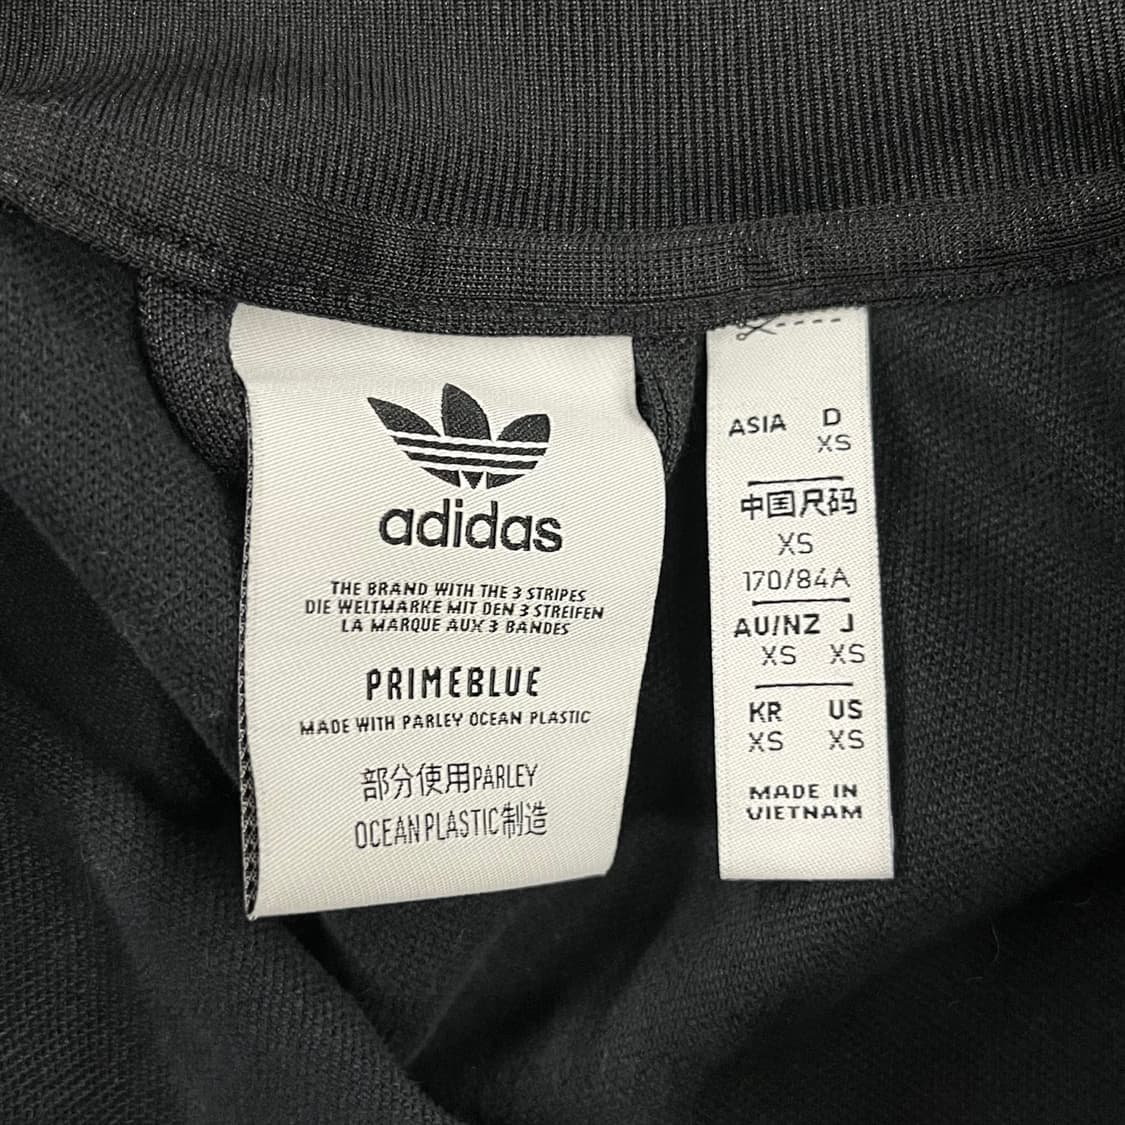 adidas
THE BRAND WITH THE 3 STRIPES
DIE WELTMARKE MIT DEN 3 STREIFEN
LA MARQUE AUX 3 BANDES
PRIMEBLUE
MADE WITH PARLEY OCEAN PLASTIC
部分使用PARLEY
OCEAN PLASTIC制造
ASIA D
XS
中国尺码
XS
170/84A
AU/NZ J
XS XS
KR US
XS XS
MADE IN
VIETNAM